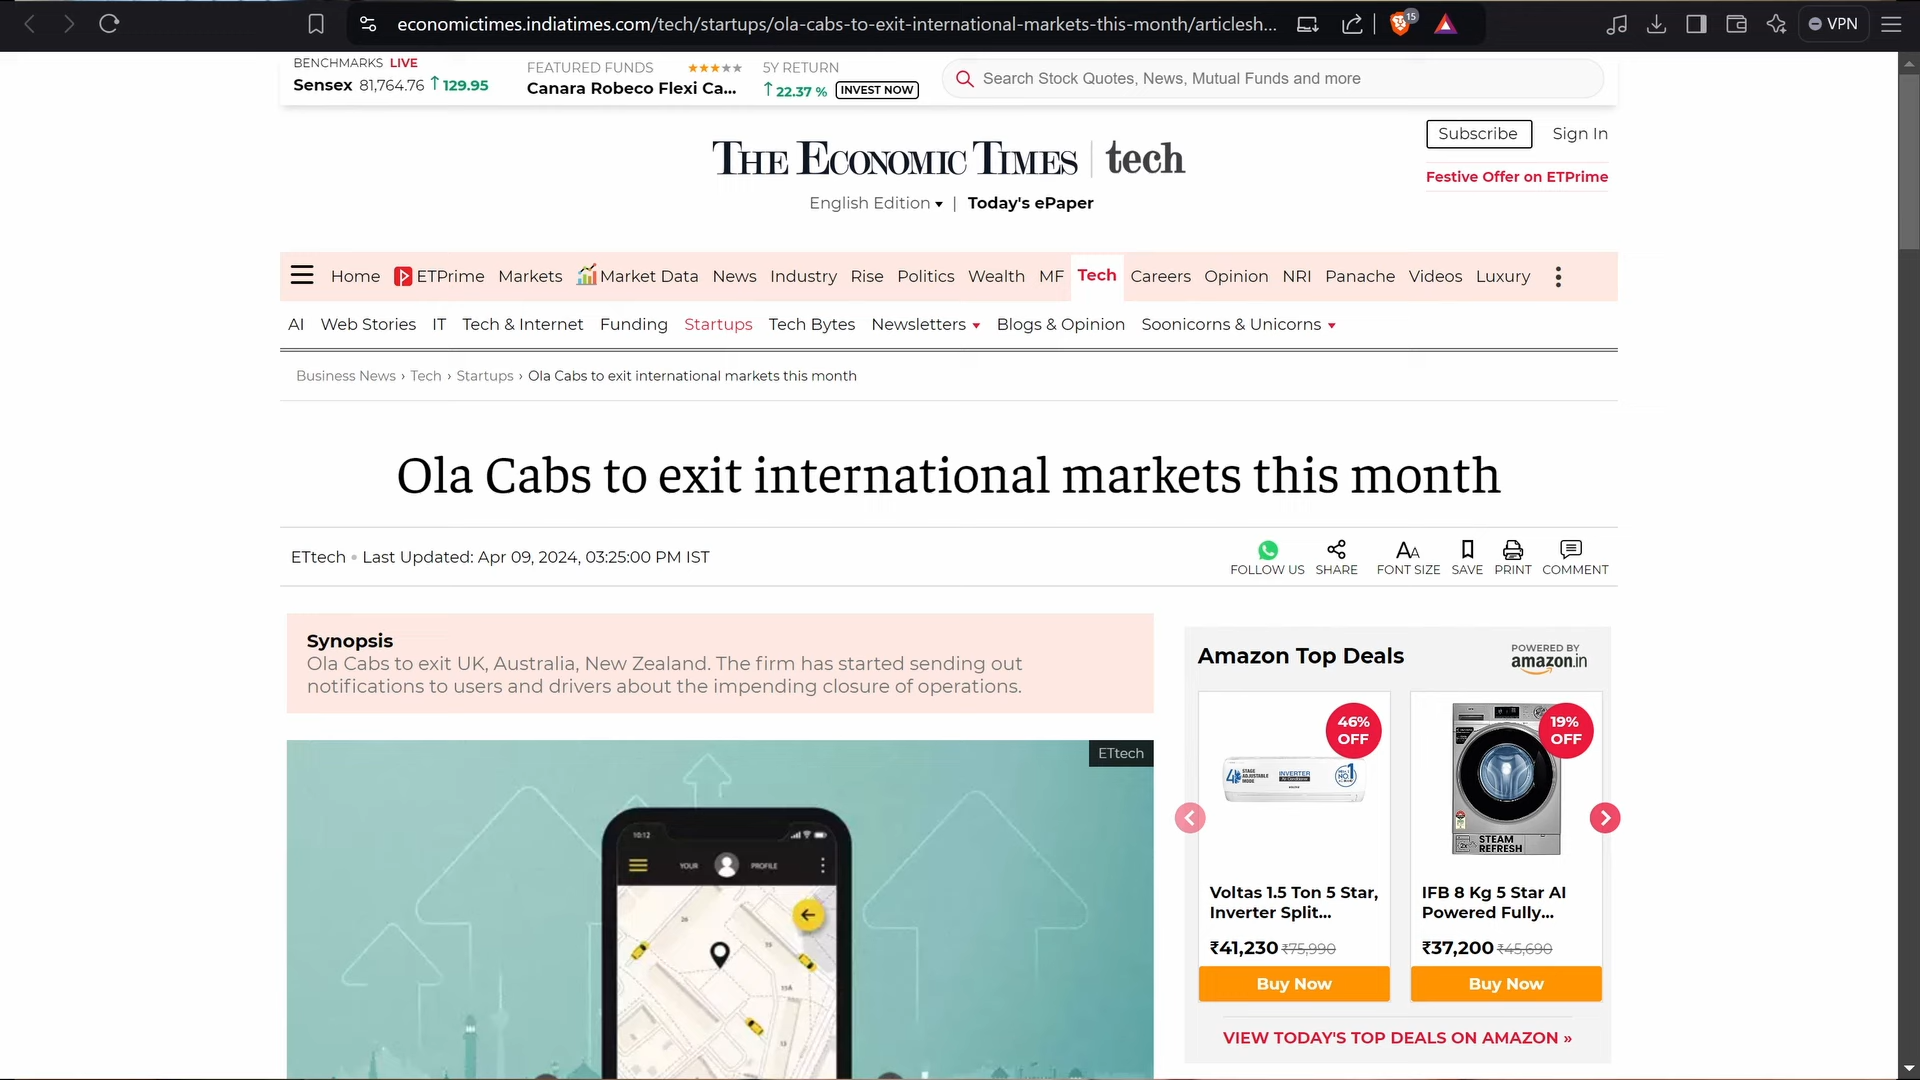 economictimes.indiatimes.com/tech/startups/ola-cabs-to-exit-international-markets-this-month/articlesh...
15
VPN
BENCHMARKS LIVE
Sensex 81,764.76 ↑ 129.95
FEATURED FUNDS ★★★★★
Canara Robeco Flexi Ca...
5Y RETURN
↑ 22.37 % INVEST NOW
Search Stock Quotes, News, Mutual Funds and more
Subscribe Sign In
THE ECONOMIC TIMES | tech
Festive Offer on ETPrime
English Edition ▾ | Today's ePaper
Home ETPrime Markets Market Data News Industry Rise Politics Wealth MF Tech Careers Opinion NRI Panache Videos Luxury
AI Web Stories IT Tech & Internet Funding Startups Tech Bytes Newsletters ▾ Blogs & Opinion Soonicorns & Unicorns ▾
Business News › Tech › Startups › Ola Cabs to exit international markets this month
Ola Cabs to exit international markets this month
ETtech • Last Updated: Apr 09, 2024, 03:25:00 PM IST
FOLLOW US SHARE FONT SIZE SAVE PRINT COMMENT
Synopsis
Ola Cabs to exit UK, Australia, New Zealand. The firm has started sending out
notifications to users and drivers about the impending closure of operations.
ETtech
10:12
YOUR PROFILE
Amazon Top Deals
POWERED BY
amazon.in
46%
OFF
INVERTER
Voltas 1.5 Ton 5 Star,
Inverter Split...
₹41,230 ₹75,990
Buy Now
19%
OFF
STEAM
REFRESH
IFB 8 Kg 5 Star AI
Powered Fully...
₹37,200 ₹45,690
Buy Now
VIEW TODAY'S TOP DEALS ON AMAZON »